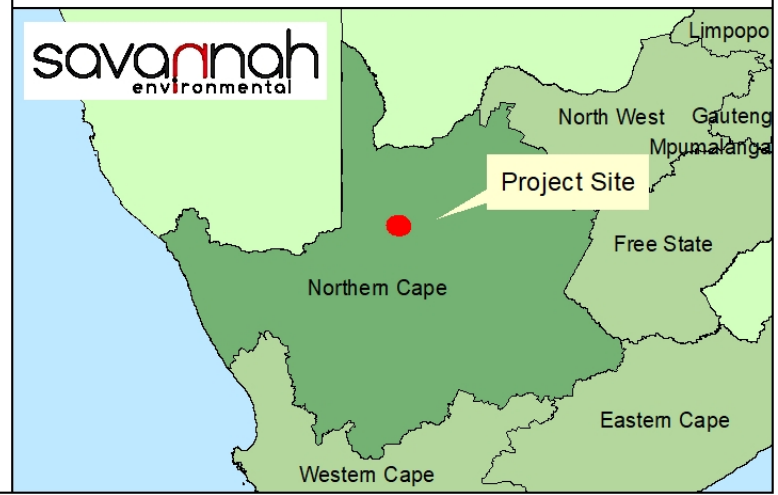 savannah
environmental
Limpopo
North West
Gauteng
Mpumalanga
Project Site
Free State
Northern Cape
Eastern Cape
Western Cape